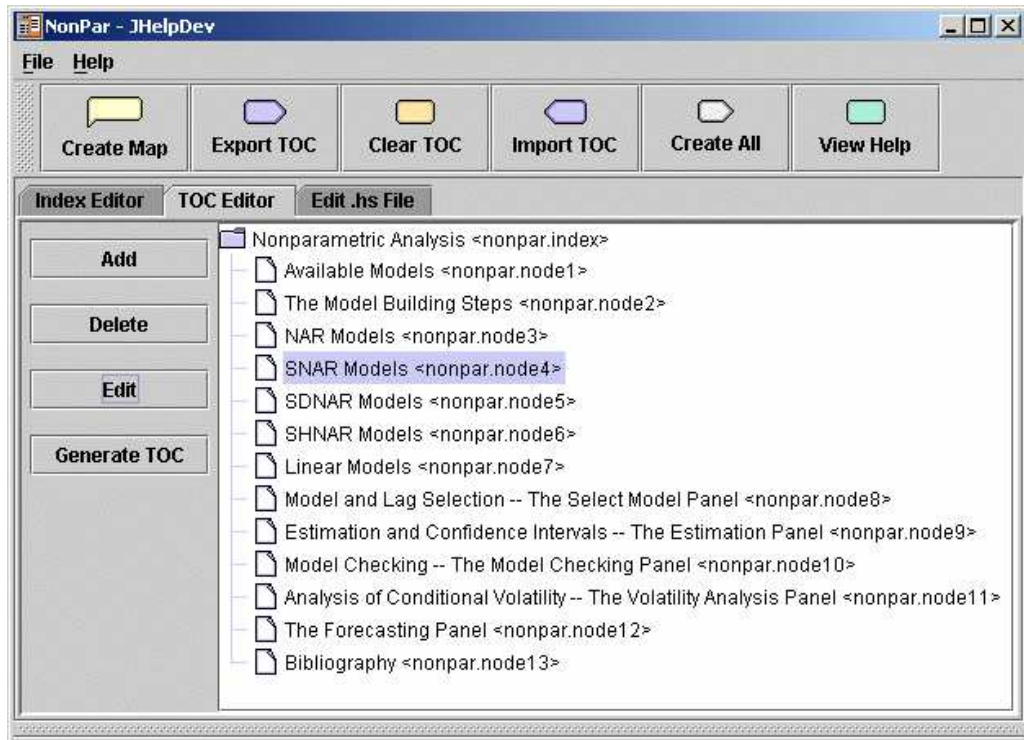 NonPar - JHelpDev
File Help
Create Map Export TOC Clear TOC Import TOC Create All View Help
Index Editor TOC Editor Edit .hs File
Add
Delete
Edit
Generate TOC
Nonparametric Analysis <nonpar.index>
Available Models <nonpar.node1>
The Model Building Steps <nonpar.node2>
NAR Models <nonpar.node3>
SNAR Models <nonpar.node4>
SDNAR Models <nonpar.node5>
SHNAR Models <nonpar.node6>
Linear Models <nonpar.node7>
Model and Lag Selection -- The Select Model Panel <nonpar.node8>
Estimation and Confidence Intervals -- The Estimation Panel <nonpar.node9>
Model Checking -- The Model Checking Panel <nonpar.node10>
Analysis of Conditional Volatility -- The Volatility Analysis Panel <nonpar.node11>
The Forecasting Panel <nonpar.node12>
Bibliography <nonpar.node13>